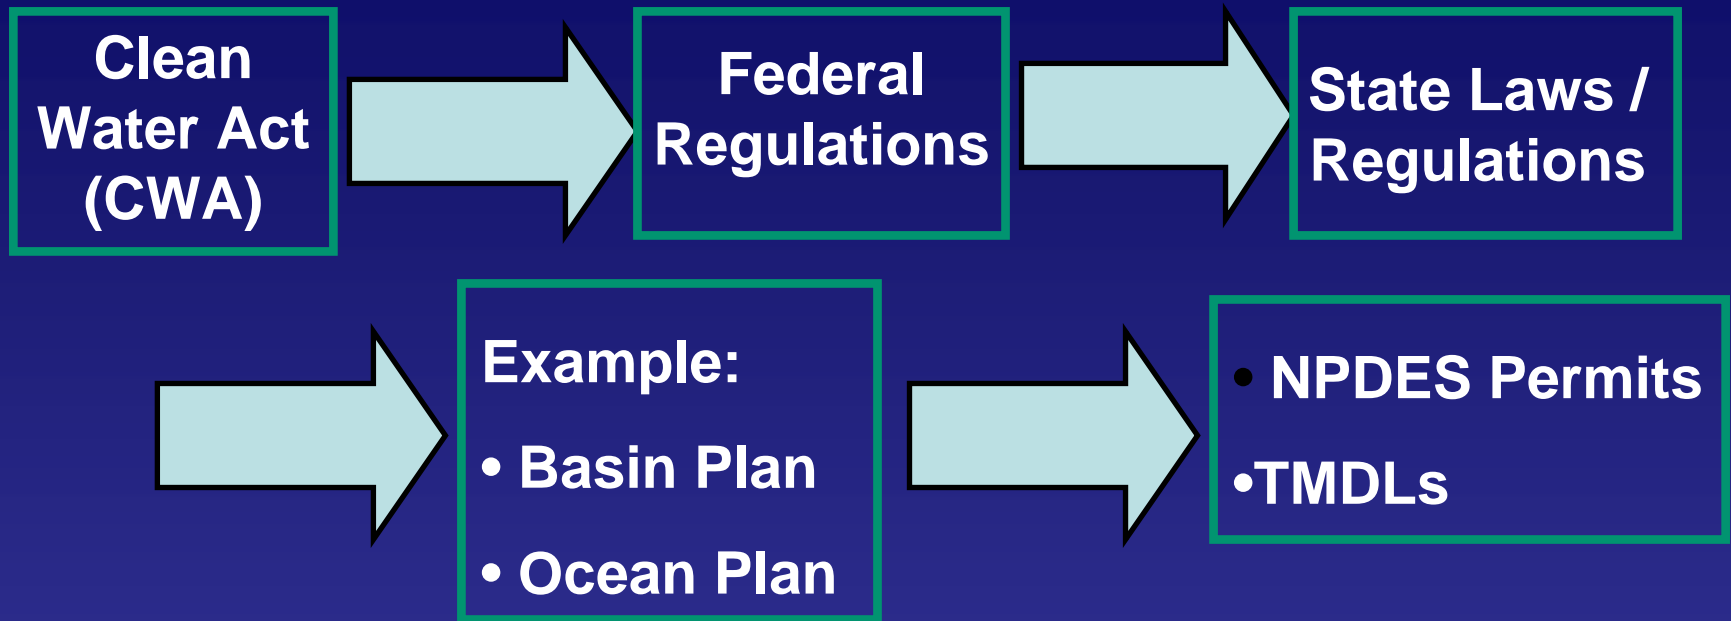 Clean
Water Act
(CWA)
Federal
Regulations
State Laws /
Regulations
Example:
• Basin Plan
• Ocean Plan
• NPDES Permits
•TMDLs